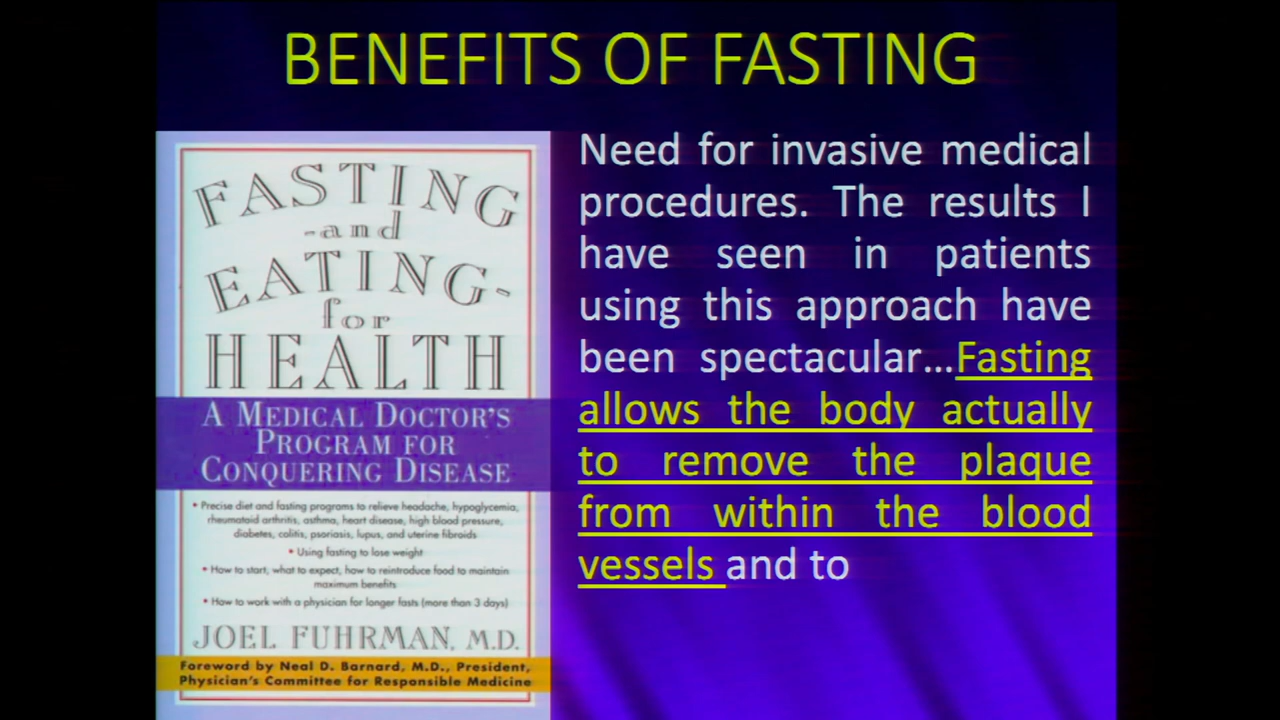 BENEFITS OF FASTING
FASTING
-and
EATING-
for
HEALTH
A MEDICAL DOCTOR'S
PROGRAM FOR
CONQUERING DISEASE
• Precise diet and fasting programs to relieve headache, hypoglycemia,
rheumatoid arthritis, asthma, heart disease, high blood pressure,
diabetes, colitis, psoriasis, lupus, and uterine fibroids
• Using fasting to lose weight
• How to start, what to expect, how to reintroduce food to maintain
maximum benefits
• How to work with a physician for longer fasts (more than 3 days)
JOEL FUHRMAN, M.D.
Foreword by Neal D. Barnard, M.D., President,
Physician's Committee for Responsible Medicine
Need for invasive medical
procedures. The results I
have seen in patients
using this approach have
been spectacular...Fasting
allows the body actually
to remove the plaque
from within the blood
vessels and to